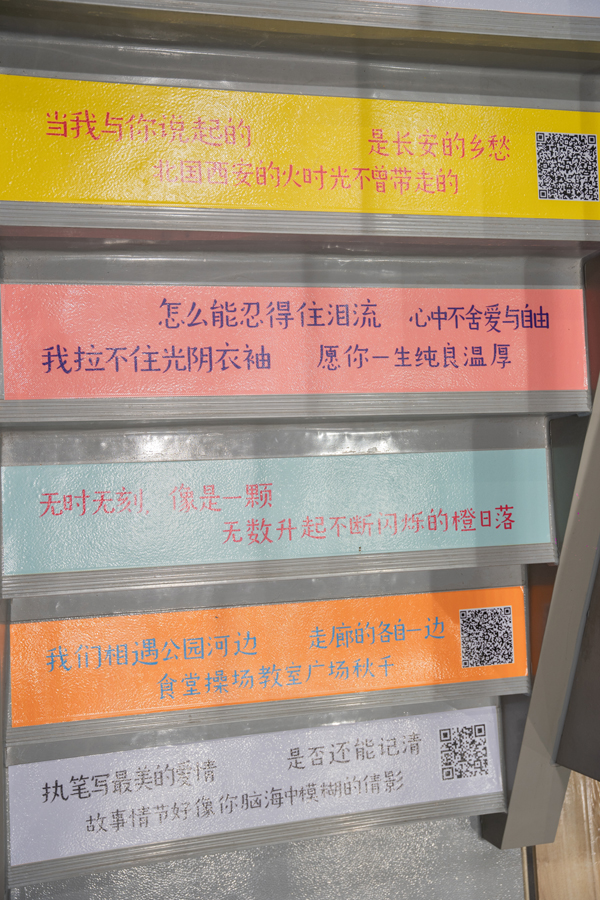 当我与你说起的 是长安的乡愁
北国西安的火时光不曾带走的
怎么能忍得住泪流 心中不舍爱与自由
我拉不住光阴衣袖 愿你一生纯良温厚
无时无刻,像是一颗
无数升起不断闪烁的橙日落
我们相遇公园河边 走廊的各自一边
食堂操场教室广场秋千
执笔写最美的爱情 是否还能记清
故事情节好像你脑海中模糊的倩影